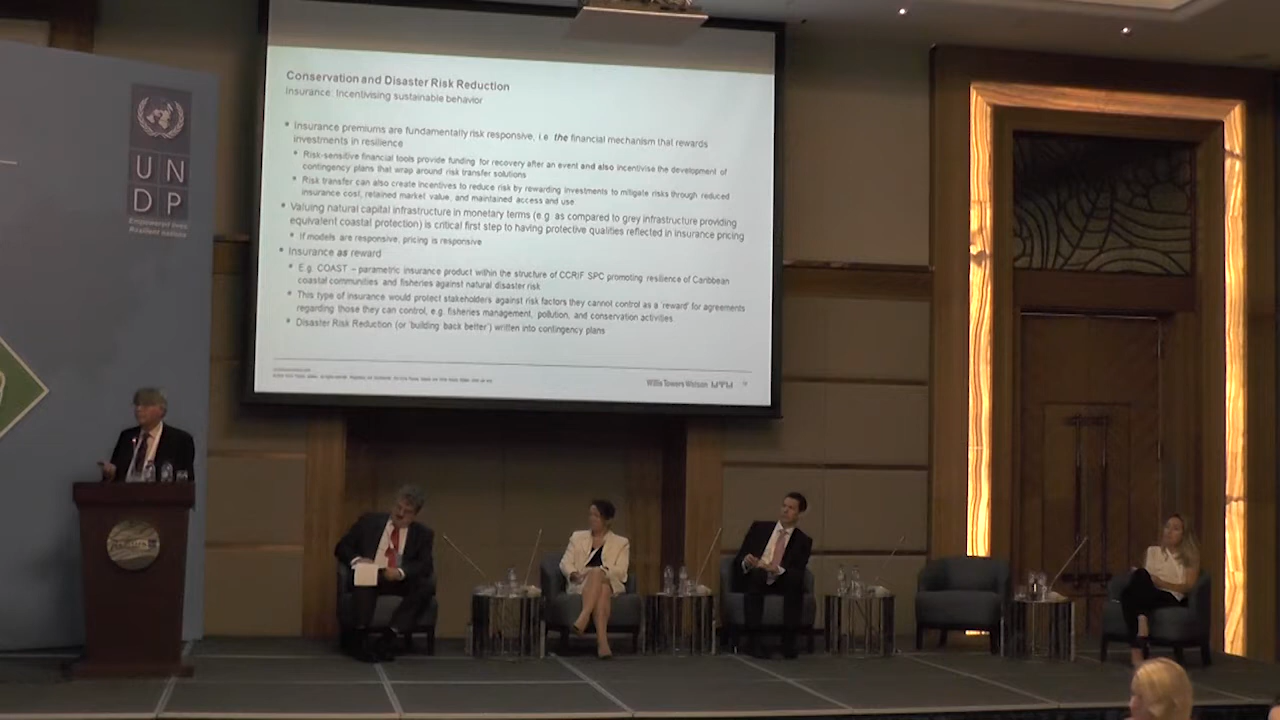 Conservation and Disaster Risk Reduction
Insurance: Incentivising sustainable behavior
Insurance premiums are fundamentally risk responsive, i.e. the financial mechanism that rewards
investments in resilience
Risk-sensitive financial tools provide funding for recovery after an event and also incentivise the development of
contingency plans that wrap around risk transfer solutions
Risk transfer can also create incentives to reduce risk by rewarding investments to mitigate risks through reduced
insurance cost, retained market value, and maintained access and use
Valuing natural capital infrastructure in monetary terms (e.g. as compared to grey infrastructure providing
equivalent coastal protection) is critical first step to having protective qualities reflected in insurance pricing
If models are responsive, pricing is responsive
Insurance as reward
E.g. COAST – parametric insurance product within the structure of CCRIF SPC promoting resilience of Caribbean
coastal communities and fisheries against natural disaster risk
This type of insurance would protect stakeholders against risk factors they cannot control as a 'reward' for agreements
regarding those they can control, e.g. fisheries management, pollution, and conservation activities
Disaster Risk Reduction (or 'building back better') written into contingency plans
Willis Towers Watson
U N
D P
Empowered lives.
Resilient nations.